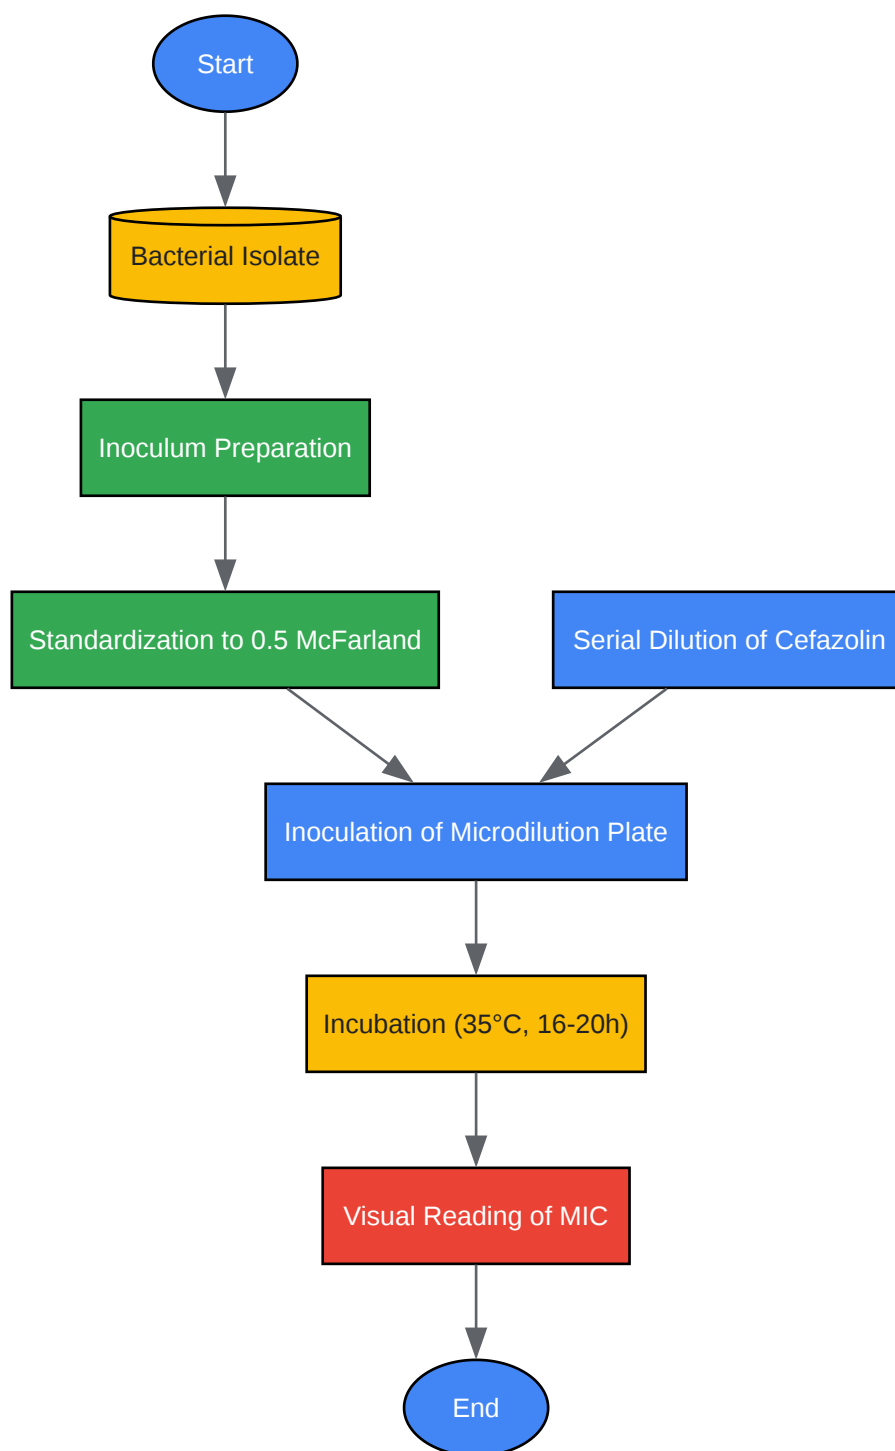 Start
Bacterial Isolate
Inoculum Preparation
Standardization to 0.5 McFarland
Serial Dilution of Cefazolin
Inoculation of Microdilution Plate
Incubation (35°C, 16-20h)
Visual Reading of MIC
End